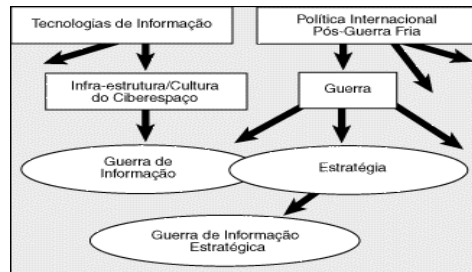 Tecnologias de Informação
Política Internacional
Pós-Guerra Fria
Infra-estrutura/Cultura
do Ciberespaço
Guerra
Guerra de
Informação
Estratégia
Guerra de Informação
Estratégica